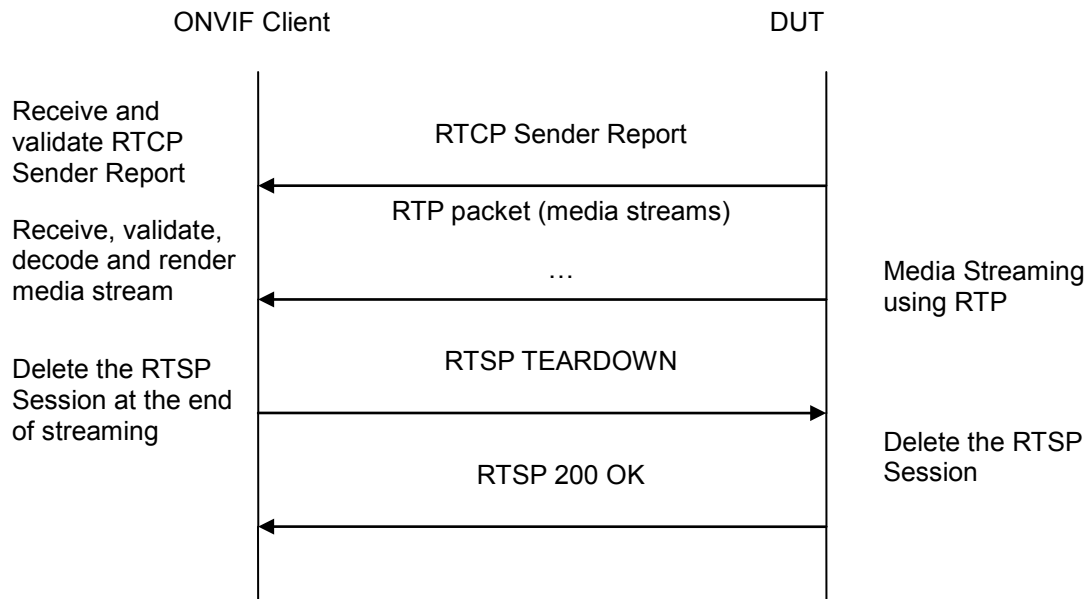 ONVIF Client
DUT
Receive and
validate RTCP
Sender Report
RTCP Sender Report
RTP packet (media streams)
Receive, validate,
decode and render
media stream
…
Media Streaming
using RTP
RTSP TEARDOWN
Delete the RTSP
Session at the end
of streaming
Delete the RTSP
Session
RTSP 200 OK